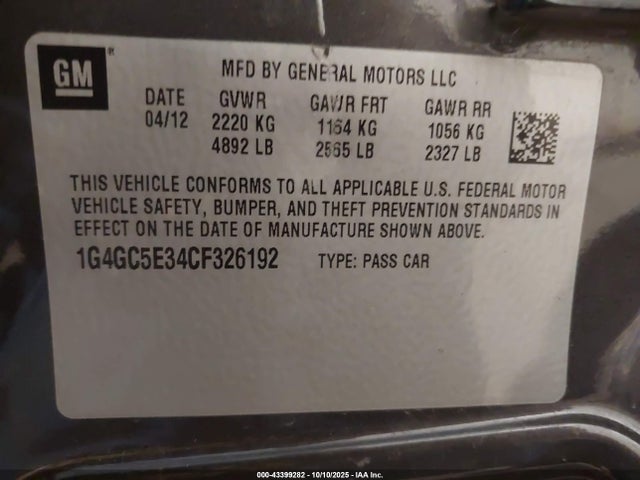 GM
MFD BY GENERAL MOTORS LLC
DATE GVWR GAWR FRT GAWR RR
04/12 2220 KG 1164 KG 1056 KG
4892 LB 2565 LB 2327 LB
THIS VEHICLE CONFORMS TO ALL APPLICABLE U.S. FEDERAL MOTOR
VEHICLE SAFETY, BUMPER, AND THEFT PREVENTION STANDARDS IN
EFFECT ON THE DATE OF MANUFACTURE SHOWN ABOVE.
1G4GC5E34CF326192 TYPE: PASS CAR
000-43399282 - 10/10/2025 - IAA Inc.